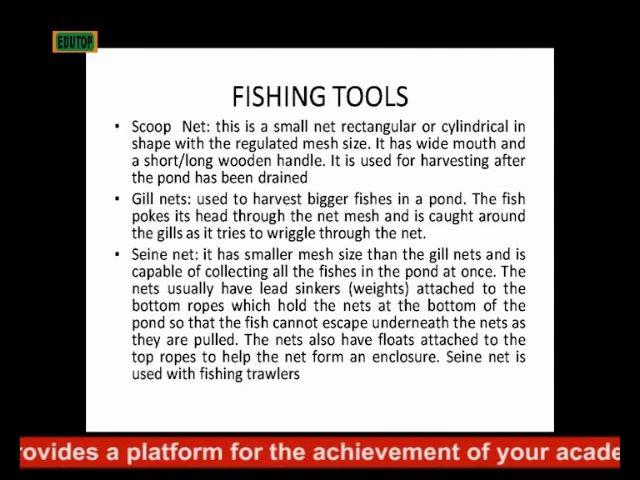 EDUTOP
FISHING TOOLS
• Scoop Net: this is a small net rectangular or cylindrical in
shape with the regulated mesh size. It has wide mouth and
a short/long wooden handle. It is used for harvesting after
the pond has been drained
• Gill nets: used to harvest bigger fishes in a pond. The fish
pokes its head through the net mesh and is caught around
the gills as it tries to wriggle through the net.
• Seine net: it has smaller mesh size than the gill nets and is
capable of collecting all the fishes in the pond at once. The
nets usually have lead sinkers (weights) attached to the
bottom ropes which hold the nets at the bottom of the
pond so that the fish cannot escape underneath the nets as
they are pulled. The nets also have floats attached to the
top ropes to help the net form an enclosure. Seine net is
used with fishing trawlers
rovides a platform for the achievement of your acade